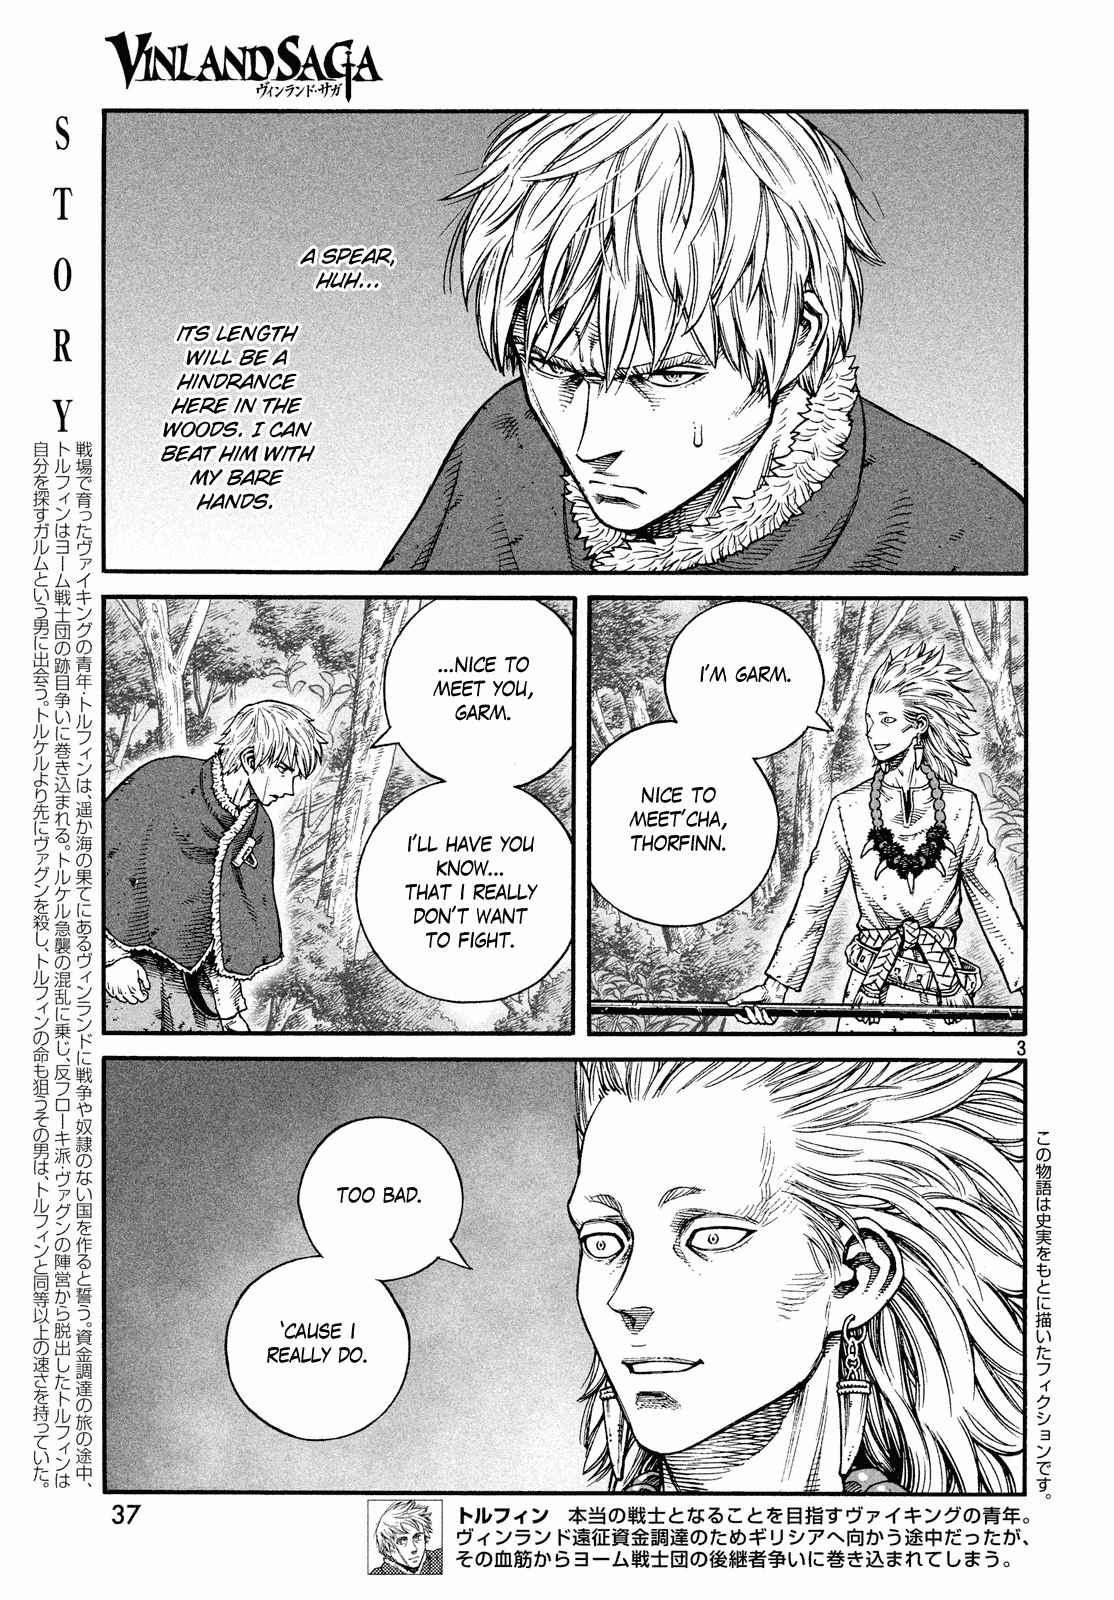 VINLAND SAGA
ヴィンランド・サガ
STORY
戦場で育ったヴァイキングの青年・トルフィンは、遥か海の果てにあるヴィンランドに戦争や奴隷のない国を作ると誓う。資金調達の旅の途中、
トルフィンはヨーム戦士団の跡目争いに巻き込まれる。トルケル急襲の混乱に乗じ、反フローキ派・ヴァグンの陣営から脱出したトルフィンは
自分を探すガルムという男に出会う。トルケルより先にヴァグンを殺し、トルフィンの命も狙うその男は、トルフィンと同等以上の速さを持っていた。
A SPEAR,
HUH...
ITS LENGTH
WILL BE A
HINDRANCE
HERE IN THE
WOODS. I CAN
BEAT HIM WITH
MY BARE
HANDS.
I'M GARM.
NICE TO
MEET'CHA,
THORFINN.
...NICE TO
MEET YOU,
GARM.
I'LL HAVE YOU
KNOW...
THAT I REALLY
DON'T WANT
TO FIGHT.
3
TOO BAD.
'CAUSE I
REALLY DO.
この物語は史実をもとに描いたフィクションです。
37
トルフィン 本当の戦士となることを目指すヴァイキングの青年。
ヴィンランド遠征資金調達のためギリシアへ向かう途中だったが、
その血筋からヨーム戦士団の後継者争いに巻き込まれてしまう。